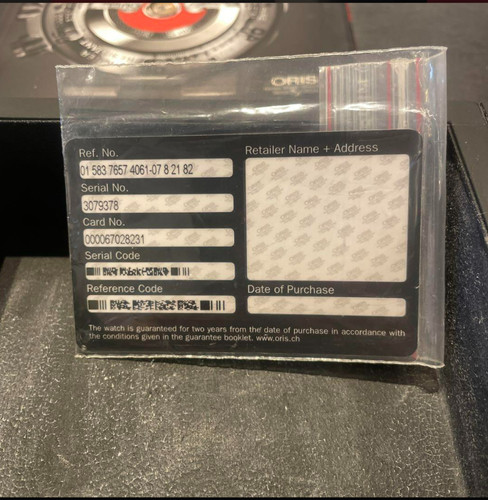 ORIS
Ref. No.
01 583 7657 4061-07 8 21 82
Serial No.
3079378
Card No.
000067028231
Serial Code
Reference Code
Retailer Name + Address
Date of Purchase
The watch is guaranteed for two years from the date of purchase in accordance with
the conditions given in the guarantee booklet. www.oris.ch